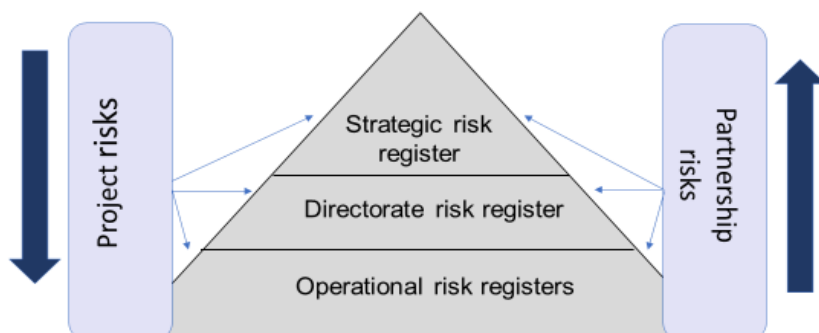 Project risks
Strategic risk
register
Directorate risk register
Operational risk registers
Partnership
risks